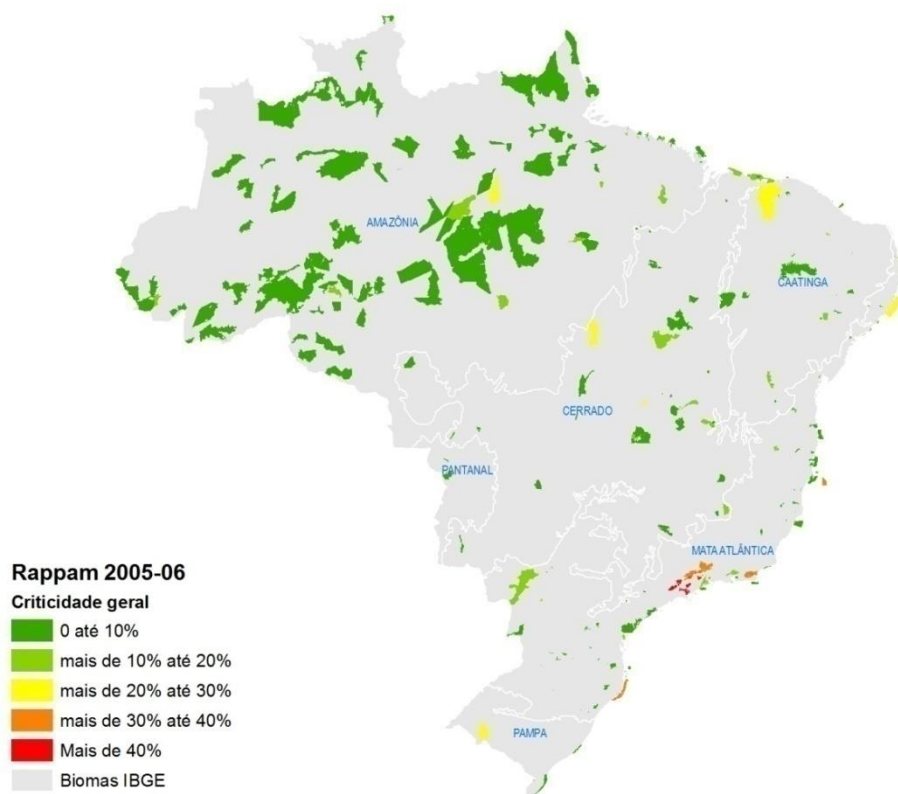 AMAZÔNIA
CAATINGA
CERRADO
PANTANAL
MATA ATLÂNTICA
PAMPA
Rappam 2005-06
Criticidade geral
0 até 10%
mais de 10% até 20%
mais de 20% até 30%
mais de 30% até 40%
Mais de 40%
Biomas IBGE